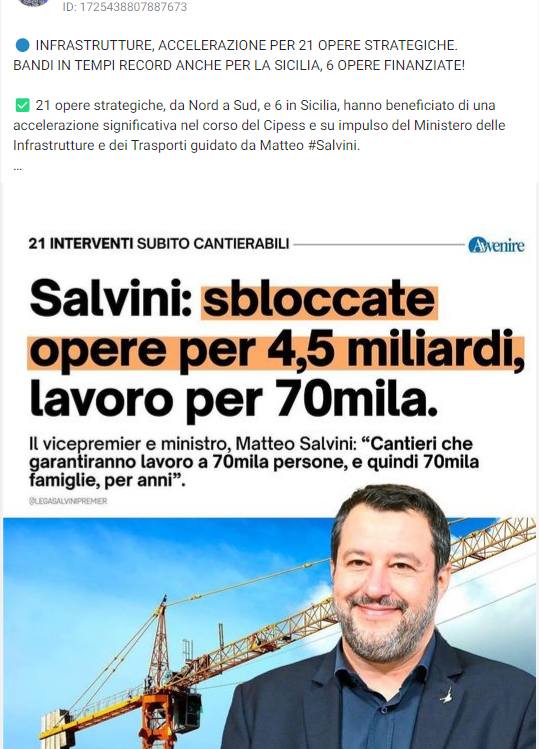 ID: 1725438807887673
🔵 INFRASTRUTTURE, ACCELERAZIONE PER 21 OPERE STRATEGICHE.
BANDI IN TEMPI RECORD ANCHE PER LA SICILIA, 6 OPERE FINANZIATE!
✅ 21 opere strategiche, da Nord a Sud, e 6 in Sicilia, hanno beneficiato di una
accelerazione significativa nel corso del Cipess e su impulso del Ministero delle
Infrastrutture e dei Trasporti guidato da Matteo #Salvini.
...
21 INTERVENTI SUBITO CANTIERABILI
Avvenire
Salvini: sbloccate
opere per 4,5 miliardi,
lavoro per 70mila.
Il vicepremier e ministro, Matteo Salvini: “Cantieri che
garantiranno lavoro a 70mila persone, e quindi 70mila
famiglie, per anni”.
@LEGASALVINIPREMIER